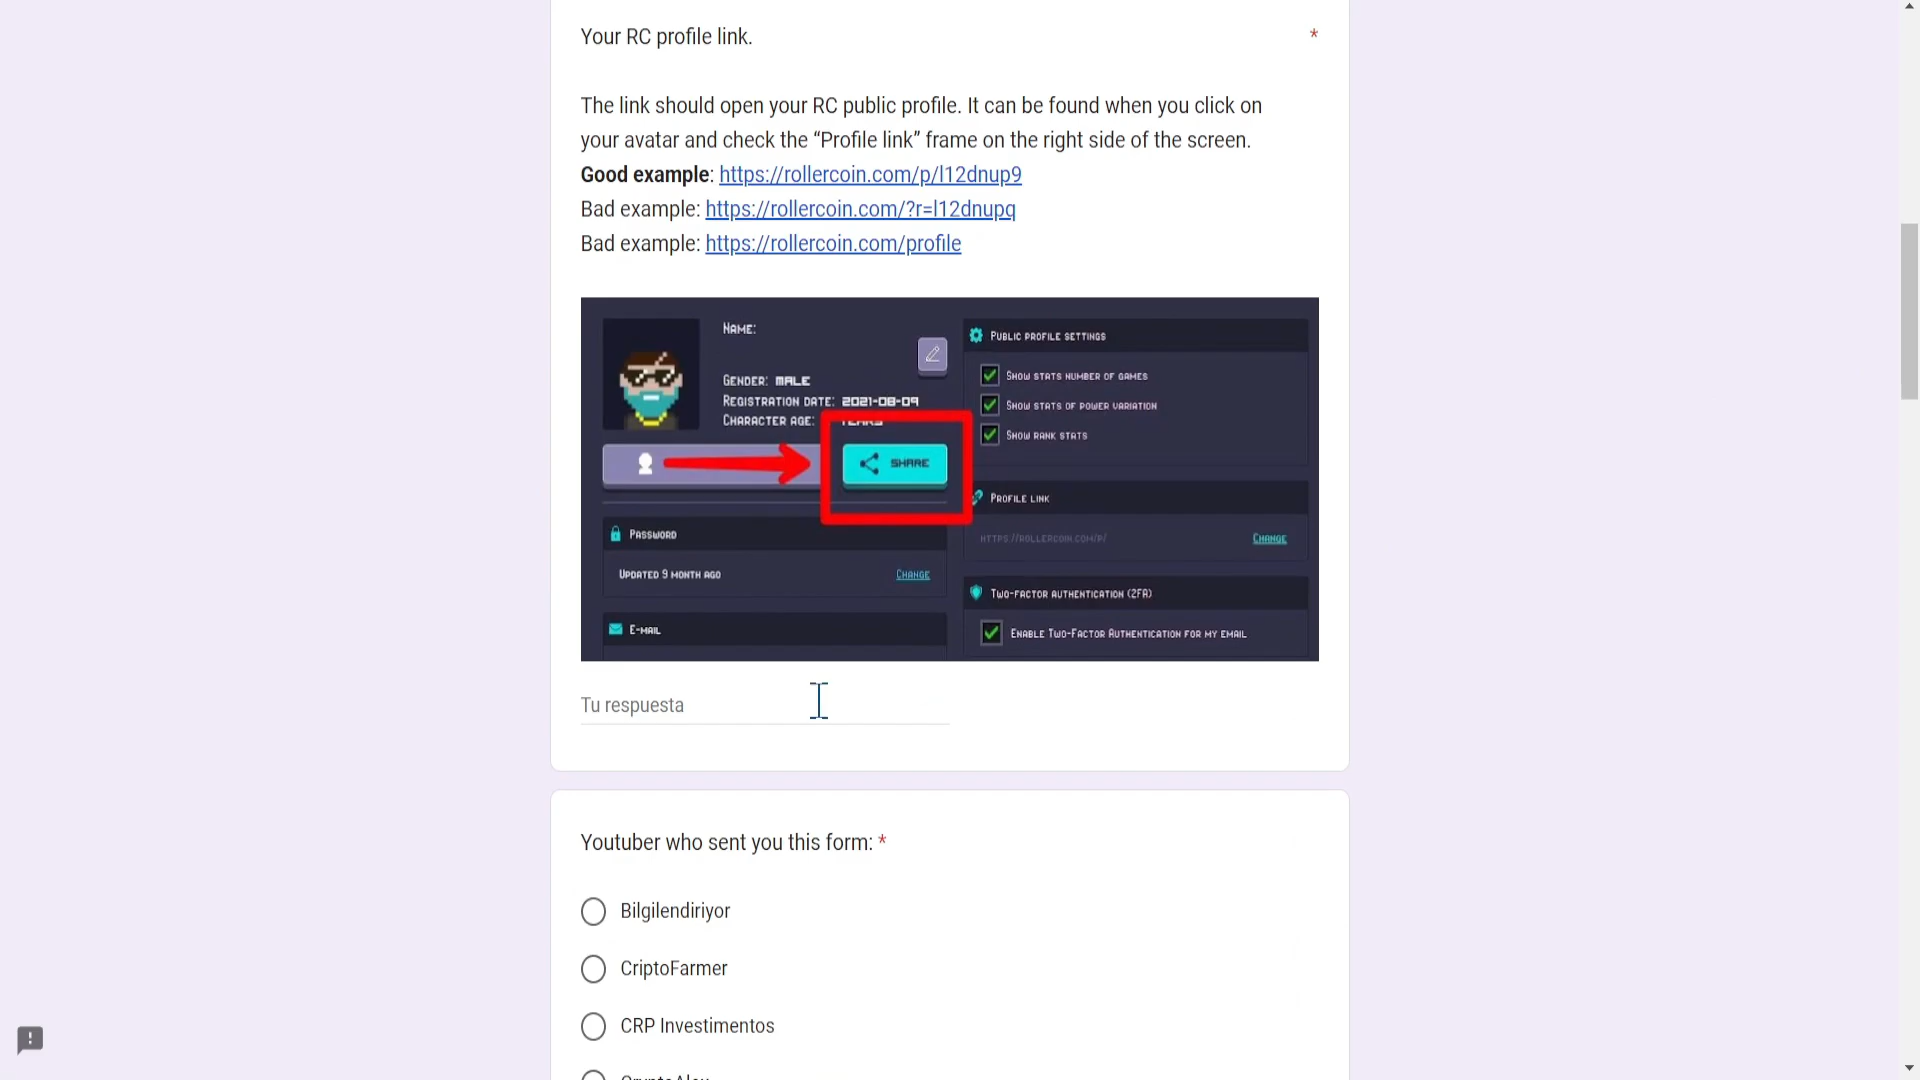 Your RC profile link. *
The link should open your RC public profile. It can be found when you click on
your avatar and check the “Profile link” frame on the right side of the screen.
Good example: https://rollercoin.com/p/l12dnup9
Bad example: https://rollercoin.com/?r=l12dnupq
Bad example: https://rollercoin.com/profile
NAME:
GENDER: MALE
REGISTRATION DATE: 2021-08-09
CHARACTER AGE: YEARS
SHARE
PASSWORD
UPDATED 9 MONTH AGO CHANGE
E-MAIL
PUBLIC PROFILE SETTINGS
SHOW STATS NUMBER OF GAMES
SHOW STATS OF POWER VARIATION
SHOW RANK STATS
PROFILE LINK
HTTPS://ROLLERCOIN.COM/P/ CHANGE
TWO-FACTOR AUTHENTICATION (2FA)
ENABLE TWO-FACTOR AUTHENTICATION FOR MY EMAIL
Tu respuesta
Youtuber who sent you this form: *
Bilgilendiriyor
CriptoFarmer
CRP Investimentos